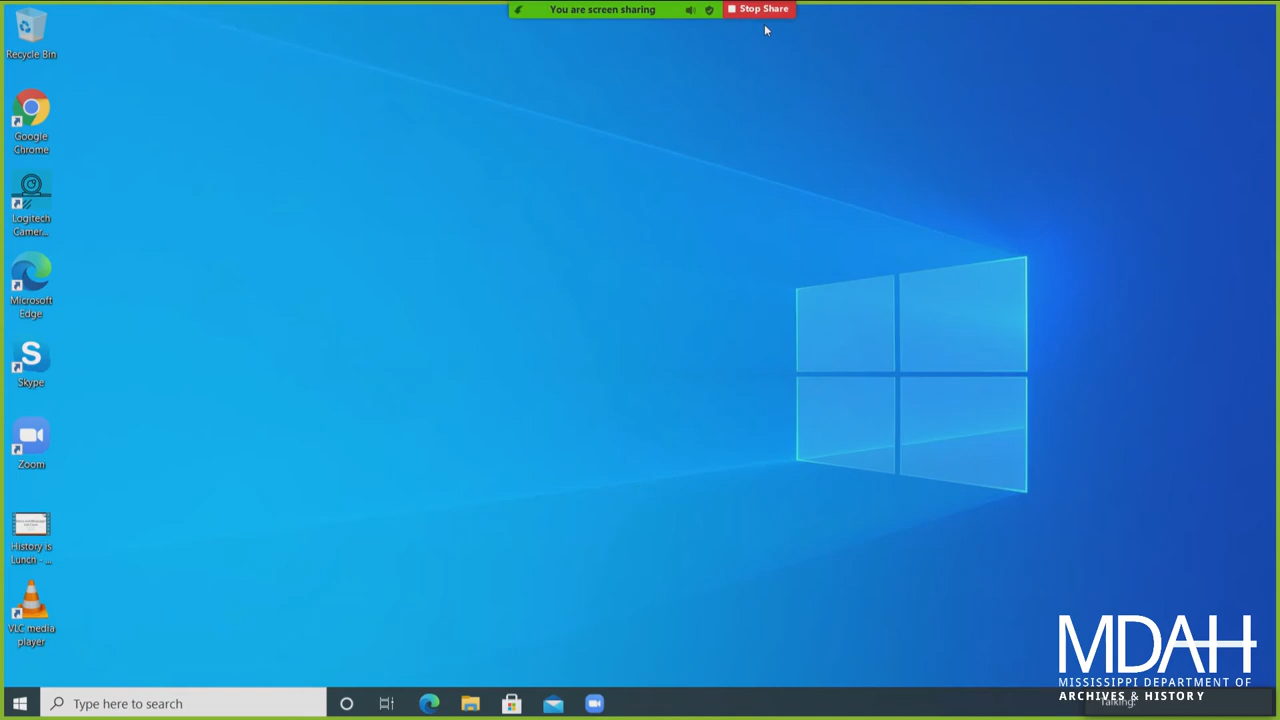 You are screen sharing
Stop Share
Recycle Bin
Google
Chrome
Logitech
Camer...
Microsoft
Edge
S
Skype
Zoom
History Is
Lunch - ...
VLC media
player
MDAH
MISSISSIPPI DEPARTMENT OF
ARCHIVES & HISTORY
Talking:
Type here to search